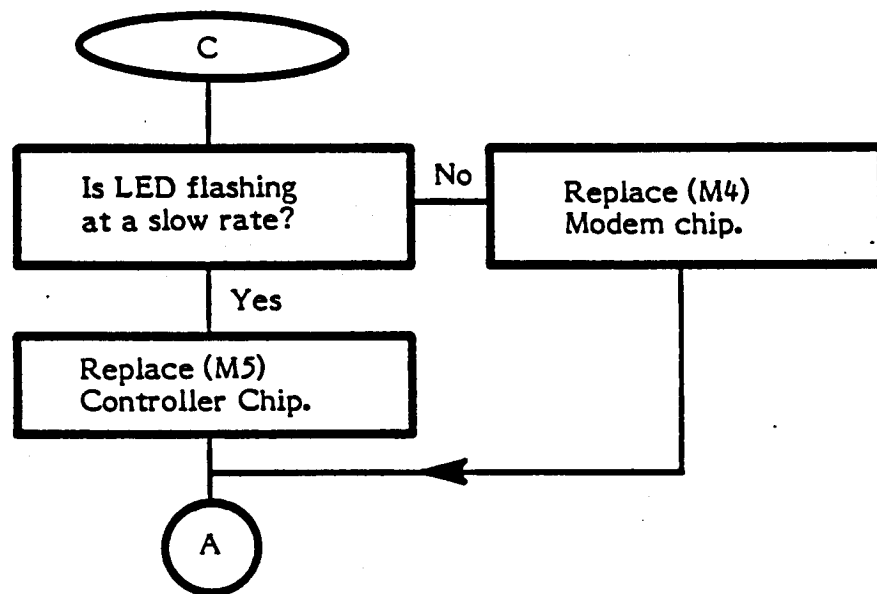 C
Is LED flashing
at a slow rate?
No
Replace (M4)
Modem chip.
Yes
Replace (M5)
Controller Chip.
A